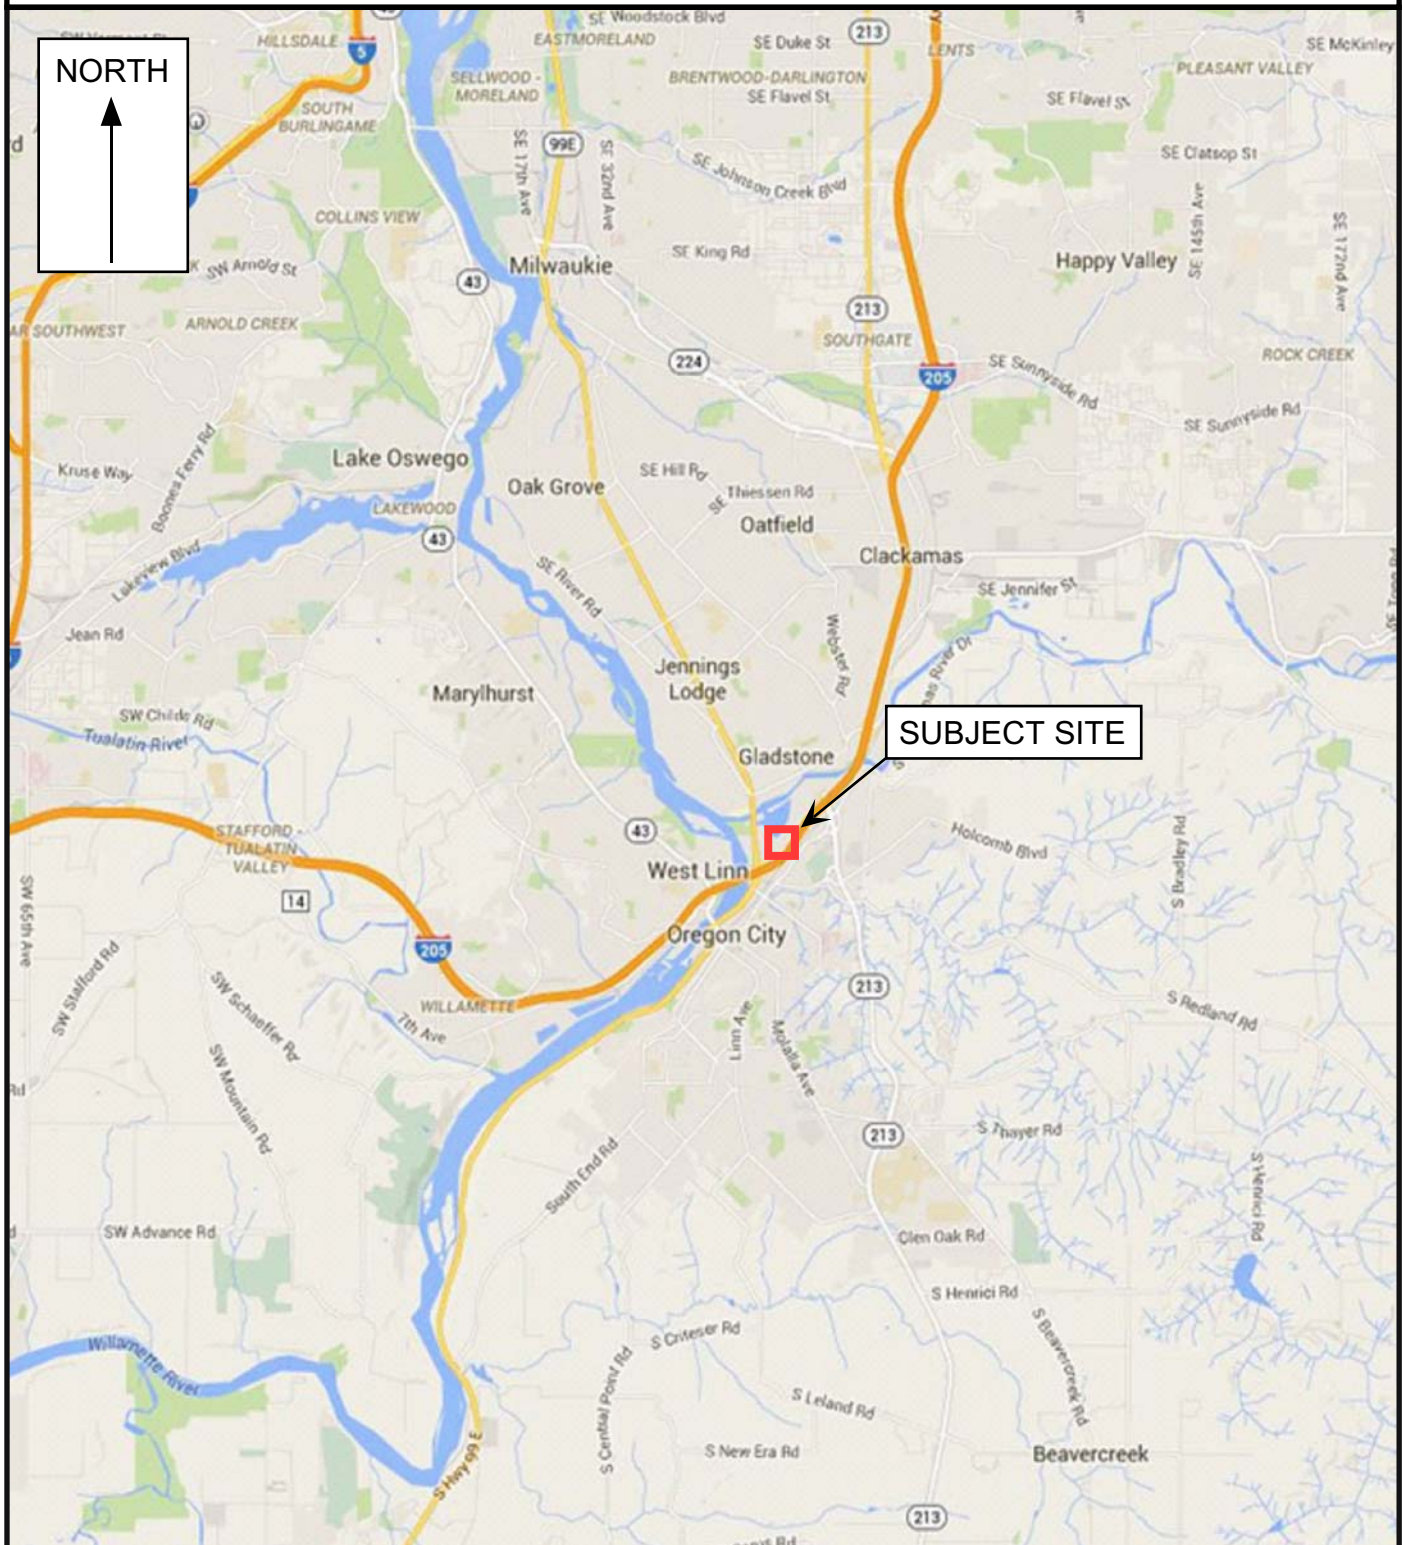 SE Woodstock Blvd
213
HILLSDALE
5
EASTMORELAND
SE Duke St
LENTS
SE McKinley
NORTH
SELLWOOD -
MORELAND
BRENTWOOD-DARLINGTON
SE Flavel St
PLEASANT VALLEY
SE Flavel St
SOUTH
BURLINGAME
99E
SE 17th Ave
SE 32nd Ave
SE Johnson Creek Blvd
SE Clatsop St
COLLINS VIEW
SE 145th Ave
SE 172nd Ave
SE King Rd
Happy Valley
SW Arnold St
Milwaukie
43
213
ARNOLD CREEK
AR SOUTHWEST
SOUTHGATE
224
205
SE Sunnyside Rd
ROCK CREEK
SE Sunnyside Rd
Boones Ferry Rd
Lake Oswego
Kruse Way
SE Hill Rd
Oak Grove
SE Thiessen Rd
LAKEWOOD
Oatfield
43
Clackamas
Lakeview Blvd
SE River Rd
SE Jennifer St
Jean Rd
Webster Rd
mas River Dr
Jennings
Lodge
Marylhurst
SW Childs Rd
Tualatin River
SUBJECT SITE
Gladstone
STAFFORD -
TUALATIN
VALLEY
43
Holcomb Blvd
S Bradley Rd
West Linn
14
SW 65th Ave
Oregon City
205
SW Stafford Rd
SW Schaeffer Rd
213
WILLAMETTE
S Redland Rd
7th Ave
Linn Ave
Molalla Ave
SW Mountain Rd
Rd
213
S Thayer Rd
South End Rd
S Henrici Rd
SW Advance Rd
Glen Oak Rd
S Henrici Rd
Willamette River
S Criteser Rd
S Beavercreek Rd
S Central Point Rd
S Leland Rd
S Hwy 99 E
S New Era Rd
Beavercreek
213